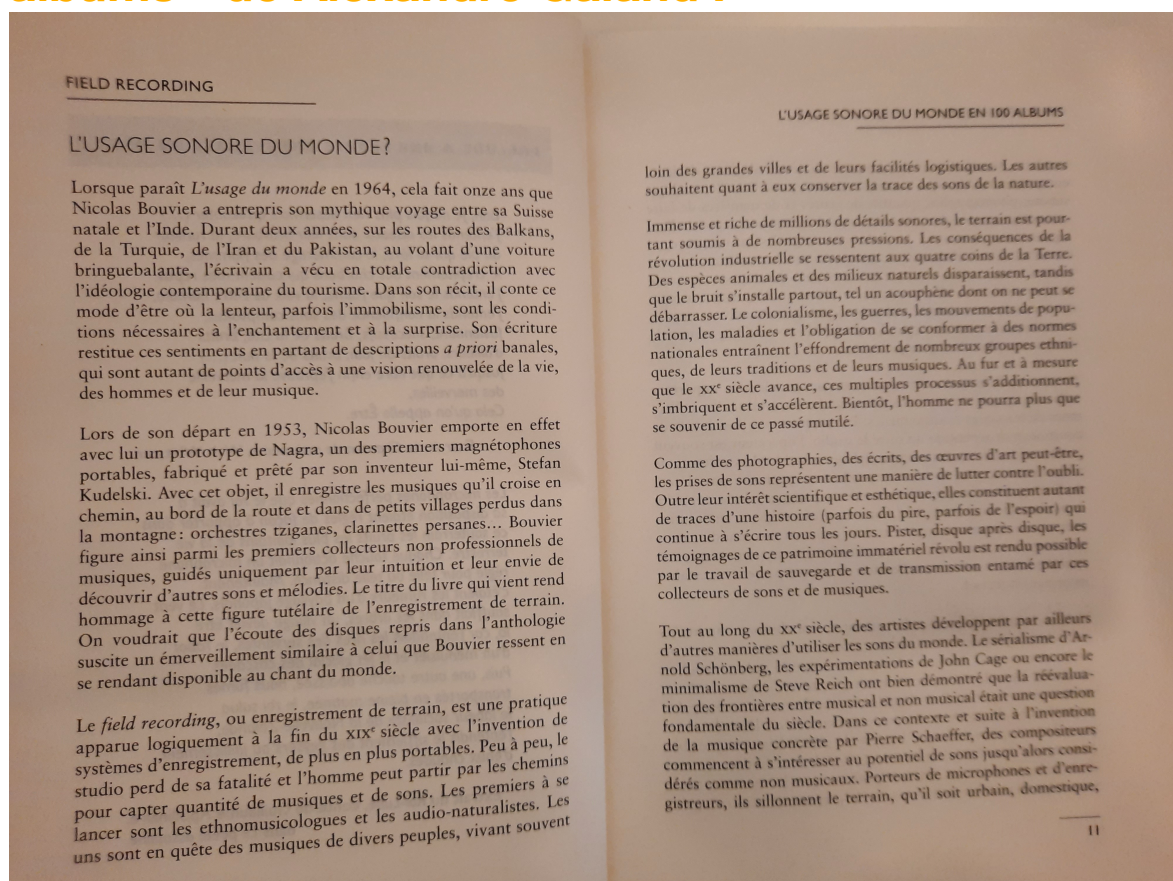 FIELD RECORDING
L'USAGE SONORE DU MONDE?
Lorsque paraît L'usage du monde en 1964, cela fait onze ans que
Nicolas Bouvier a entrepris son mythique voyage entre sa Suisse
natale et l'Inde. Durant deux années, sur les routes des Balkans,
de la Turquie, de l'Iran et du Pakistan, au volant d'une voiture
bringuebalante, l'écrivain a vécu en totale contradiction avec
l'idéologie contemporaine du tourisme. Dans son récit, il conte ce
mode d'être où la lenteur, parfois l'immobilisme, sont les condi-
tions nécessaires à l'enchantement et à la surprise. Son écriture
restitue ces sentiments en partant de descriptions a priori banales,
qui sont autant de points d'accès à une vision renouvelée de la vie,
des hommes et de leur musique.
Lors de son départ en 1953, Nicolas Bouvier emporte en effet
avec lui un prototype de Nagra, un des premiers magnétophones
portables, fabriqué et prêté par son inventeur lui-même, Stefan
Kudelski. Avec cet objet, il enregistre les musiques qu'il croise en
chemin, au bord de la route et dans de petits villages perdus dans
la montagne: orchestres tziganes, clarinettes persanes... Bouvier
figure ainsi parmi les premiers collecteurs non professionnels de
musiques, guidés uniquement par leur intuition et leur envie de
découvrir d'autres sons et mélodies. Le titre du livre qui vient rend
hommage à cette figure tutélaire de l'enregistrement de terrain.
On voudrait que l'écoute des disques repris dans l'anthologie
suscite un émerveillement similaire à celui que Bouvier ressent en
se rendant disponible au chant du monde.
Le field recording, ou enregistrement de terrain, est une pratique
apparue logiquement à la fin du XIXe siècle avec l'invention de
systèmes d'enregistrement, de plus en plus portables. Peu à peu, le
studio perd de sa fatalité et l'homme peut partir par les chemins
pour capter quantité de musiques et de sons. Les premiers à se
lancer sont les ethnomusicologues et les audio-naturalistes. Les
uns sont en quête des musiques de divers peuples, vivant souvent
L'USAGE SONORE DU MONDE EN 100 ALBUMS
loin des grandes villes et de leurs facilités logistiques. Les autres
souhaitent quant à eux conserver la trace des sons de la nature.
Immense et riche de millions de détails sonores, le terrain est pour-
tant soumis à de nombreuses pressions. Les conséquences de la
révolution industrielle se ressentent aux quatre coins de la Terre.
Des espèces animales et des milieux naturels disparaissent, tandis
que le bruit s'installe partout, tel un acouphène dont on ne peut se
débarrasser. Le colonialisme, les guerres, les mouvements de popu-
lation, les maladies et l'obligation de se conformer à des normes
nationales entraînent l'effondrement de nombreux groupes ethni-
ques, de leurs traditions et de leurs musiques. Au fur et à mesure
que le XXe siècle avance, ces multiples processus s'additionnent,
s'imbriquent et s'accélèrent. Bientôt, l'homme ne pourra plus que
se souvenir de ce passé mutilé.
Comme des photographies, des écrits, des œuvres d'art peut-être,
les prises de sons représentent une manière de lutter contre l'oubli.
Outre leur intérêt scientifique et esthétique, elles constituent autant
de traces d'une histoire (parfois du pire, parfois de l'espoir) qui
continue à s'écrire tous les jours. Pister, disque après disque, les
témoignages de ce patrimoine immatériel révolu est rendu possible
par le travail de sauvegarde et de transmission entamé par ces
collecteurs de sons et de musiques.
Tout au long du XXe siècle, des artistes développent par ailleurs
d'autres manières d'utiliser les sons du monde. Le sérialisme d'Ar-
nold Schönberg, les expérimentations de John Cage ou encore le
minimalisme de Steve Reich ont bien démontré que la réévalua-
tion des frontières entre musical et non musical était une question
fondamentale du siècle. Dans ce contexte et suite à l'invention
de la musique concrète par Pierre Schaeffer, des compositeurs
commencent à s'intéresser au potentiel de sons jusqu'alors consi-
dérés comme non musicaux. Porteurs de microphones et d'enre-
gistreurs, ils sillonnent le terrain, qu'il soit urbain, domestique,
11